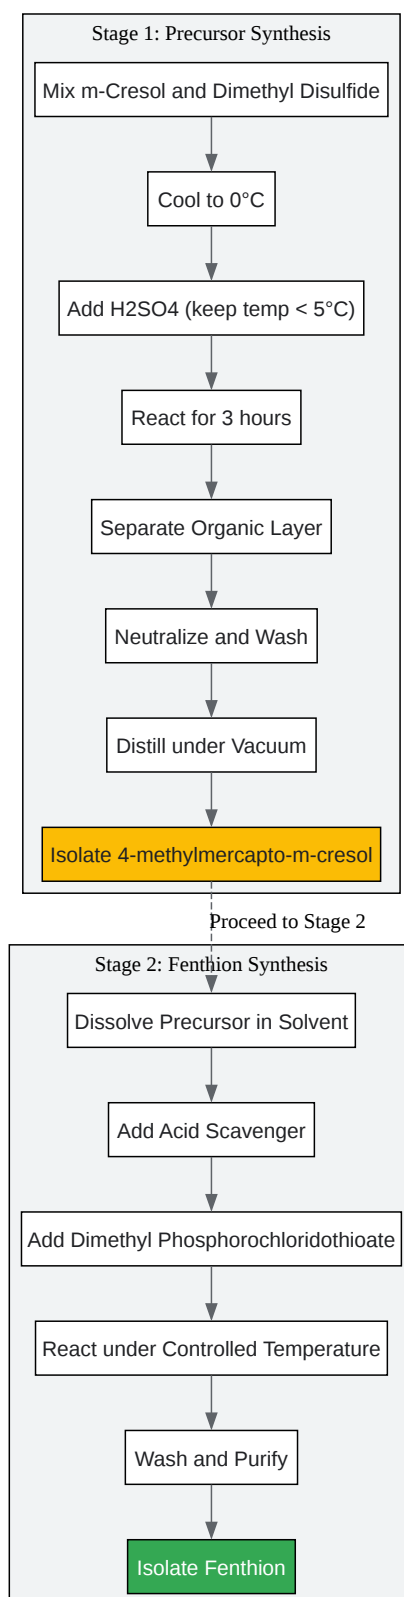 Stage 1: Precursor Synthesis
Mix m-Cresol and Dimethyl Disulfide
Cool to 0°C
Add H2SO4 (keep temp < 5°C)
React for 3 hours
Separate Organic Layer
Neutralize and Wash
Distill under Vacuum
Isolate 4-methylmercapto-m-cresol
Proceed to Stage 2
Stage 2: Fenthion Synthesis
Dissolve Precursor in Solvent
Add Acid Scavenger
Add Dimethyl Phosphorochloridothioate
React under Controlled Temperature
Wash and Purify
Isolate Fenthion